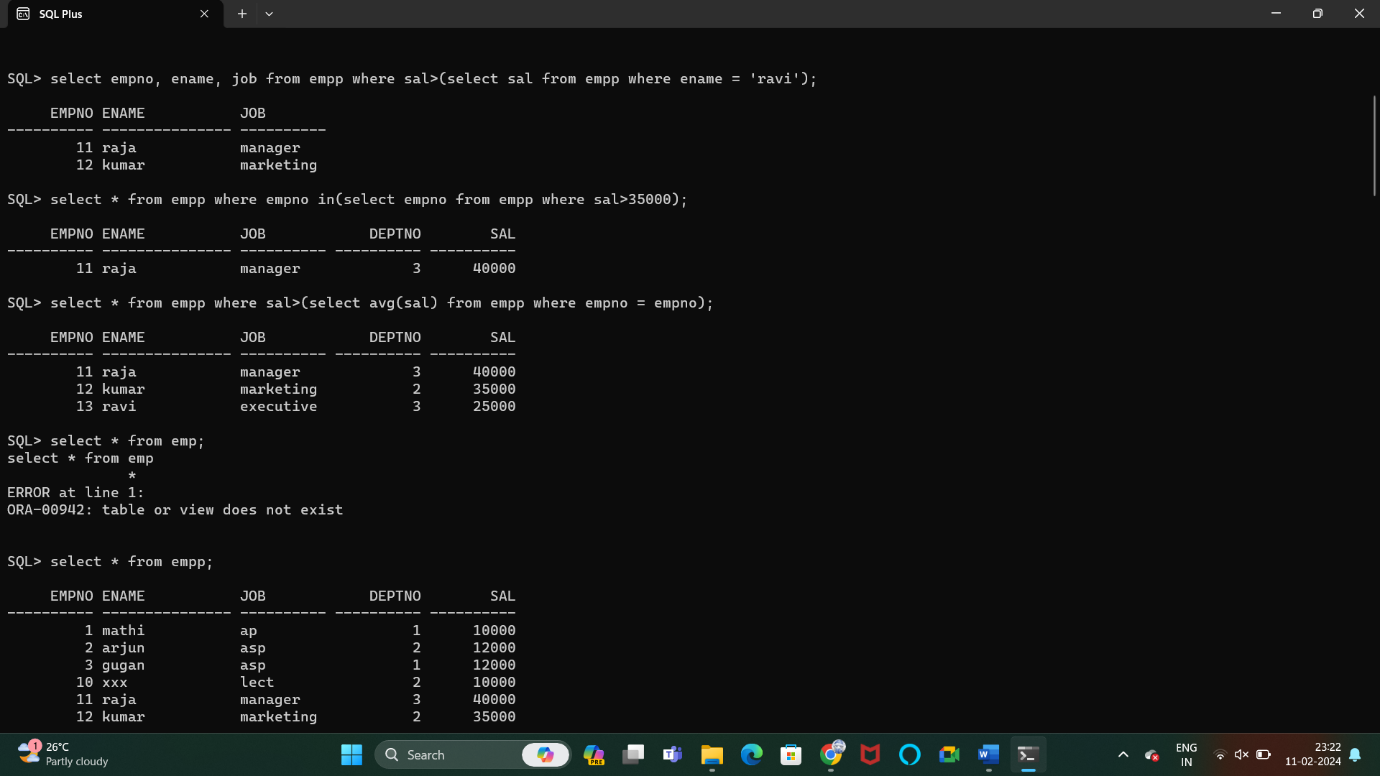 SQL Plus
SQL> select empno, ename, job from empp where sal>(select sal from empp where ename = 'ravi');
     EMPNO ENAME           JOB
---------- --------------- ----------
        11 raja            manager
        12 kumar           marketing
SQL> select * from empp where empno in(select empno from empp where sal>35000);
     EMPNO ENAME           JOB            DEPTNO        SAL
---------- --------------- ---------- ---------- ----------
        11 raja            manager             3      40000
SQL> select * from empp where sal>(select avg(sal) from empp where empno = empno);
     EMPNO ENAME           JOB            DEPTNO        SAL
---------- --------------- ---------- ---------- ----------
        11 raja            manager             3      40000
        12 kumar           marketing           2      35000
        13 ravi            executive           3      25000
SQL> select * from emp;
select * from emp
              *
ERROR at line 1:
ORA-00942: table or view does not exist
SQL> select * from empp;
     EMPNO ENAME           JOB            DEPTNO        SAL
---------- --------------- ---------- ---------- ----------
         1 mathi           ap                  1      10000
         2 arjun           asp                 2      12000
         3 gugan           asp                 1      12000
        10 xxx             lect                2      10000
        11 raja            manager             3      40000
        12 kumar           marketing           2      35000
1
26°C
Partly cloudy
Search
PRE
ENG
IN
23:22
11-02-2024